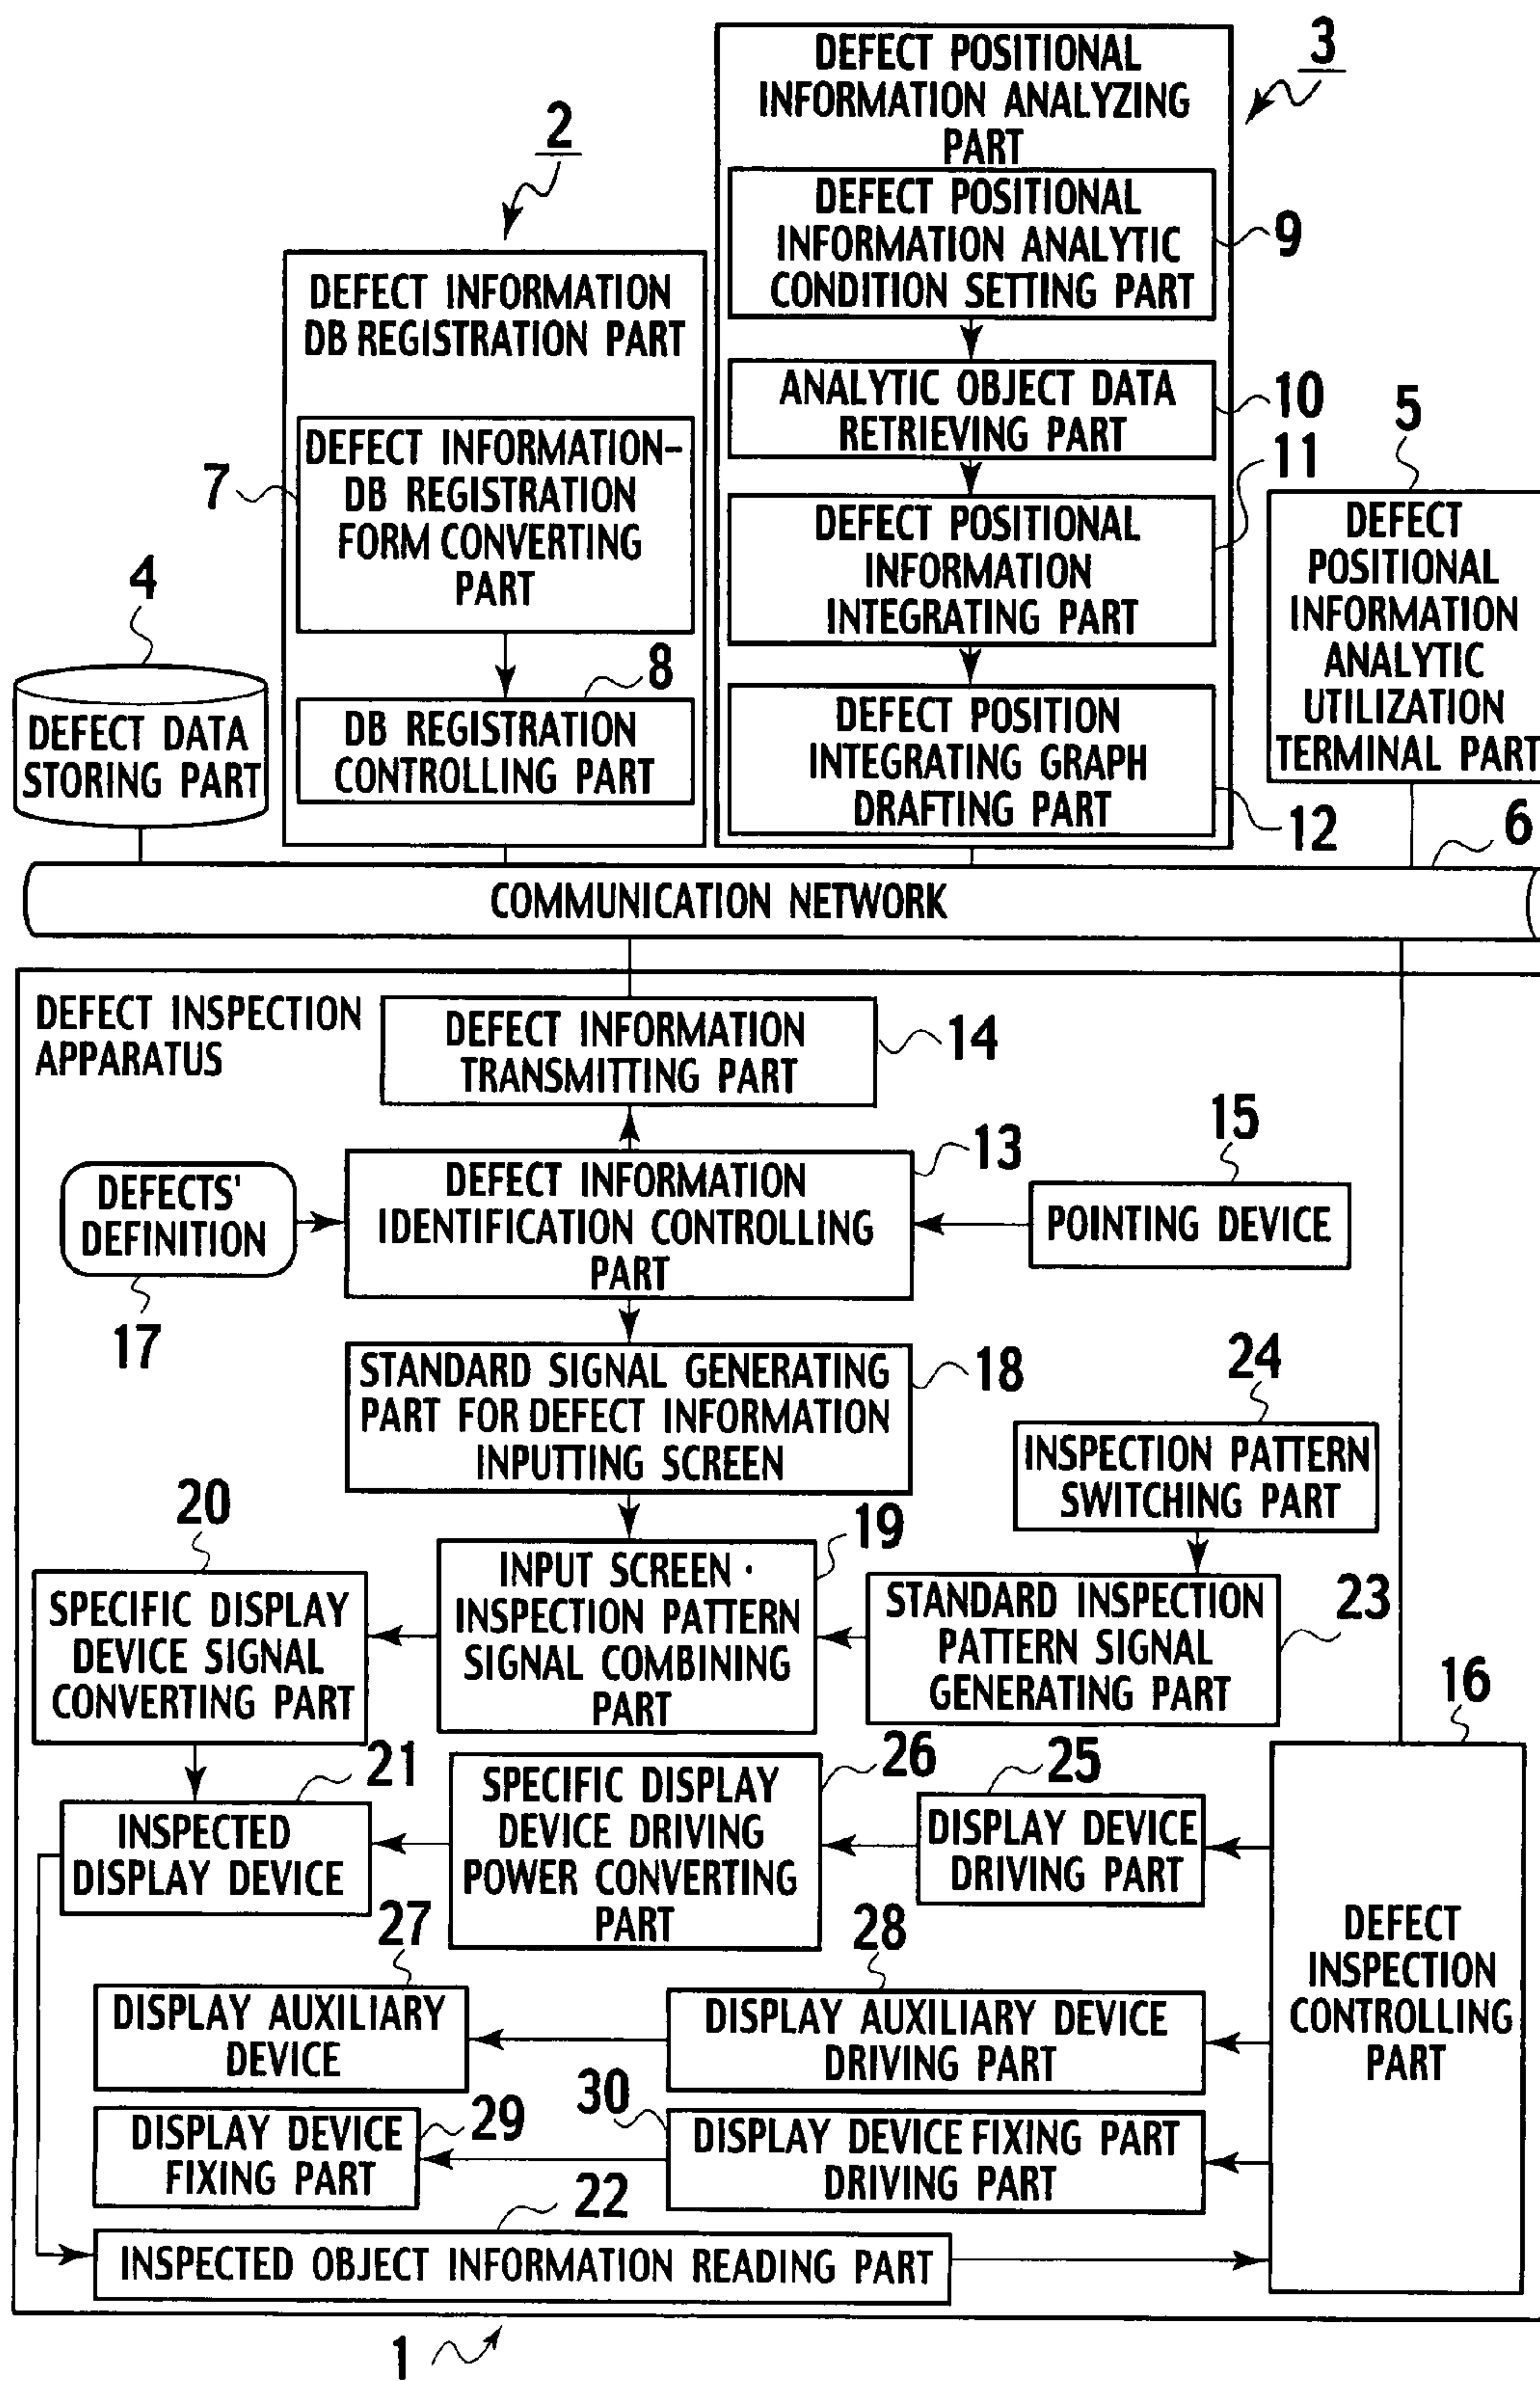 3
DEFECT POSITIONAL
INFORMATION ANALYZING
PART
2
DEFECT POSITIONAL
INFORMATION ANALYTIC
CONDITION SETTING PART
9
DEFECT INFORMATION
DB REGISTRATION PART
ANALYTIC OBJECT DATA
RETRIEVING PART
10
5
DEFECT INFORMATION-
DB REGISTRATION
FORM CONVERTING
PART
7
11
DEFECT POSITIONAL
INFORMATION
INTEGRATING PART
DEFECT
POSITIONAL
INFORMATION
ANALYTIC
UTILIZATION
TERMINAL PART
4
8
DEFECT DATA
STORING PART
DB REGISTRATION
CONTROLLING PART
DEFECT POSITION
INTEGRATING GRAPH
DRAFTING PART
12
6
COMMUNICATION NETWORK
DEFECT INSPECTION
APPARATUS
DEFECT INFORMATION
TRANSMITTING PART
14
13
15
DEFECTS'
DEFINITION
DEFECT INFORMATION
IDENTIFICATION CONTROLLING
PART
POINTING DEVICE
17
STANDARD SIGNAL GENERATING
PART FOR DEFECT INFORMATION
INPUTTING SCREEN
18
24
INSPECTION PATTERN
SWITCHING PART
20
19
SPECIFIC DISPLAY
DEVICE SIGNAL
CONVERTING PART
INPUT SCREEN ·
INSPECTION PATTERN
SIGNAL COMBINING
PART
STANDARD INSPECTION
PATTERN SIGNAL
GENERATING PART
23
16
21
26
25
INSPECTED
DISPLAY DEVICE
SPECIFIC DISPLAY
DEVICE DRIVING
POWER CONVERTING
PART
DISPLAY DEVICE
DRIVING PART
DEFECT
INSPECTION
CONTROLLING
PART
27
28
DISPLAY AUXILIARY
DEVICE
DISPLAY AUXILIARY DEVICE
DRIVING PART
29
30
DISPLAY DEVICE
FIXING PART
DISPLAY DEVICE FIXING PART
DRIVING PART
22
INSPECTED OBJECT INFORMATION READING PART
1